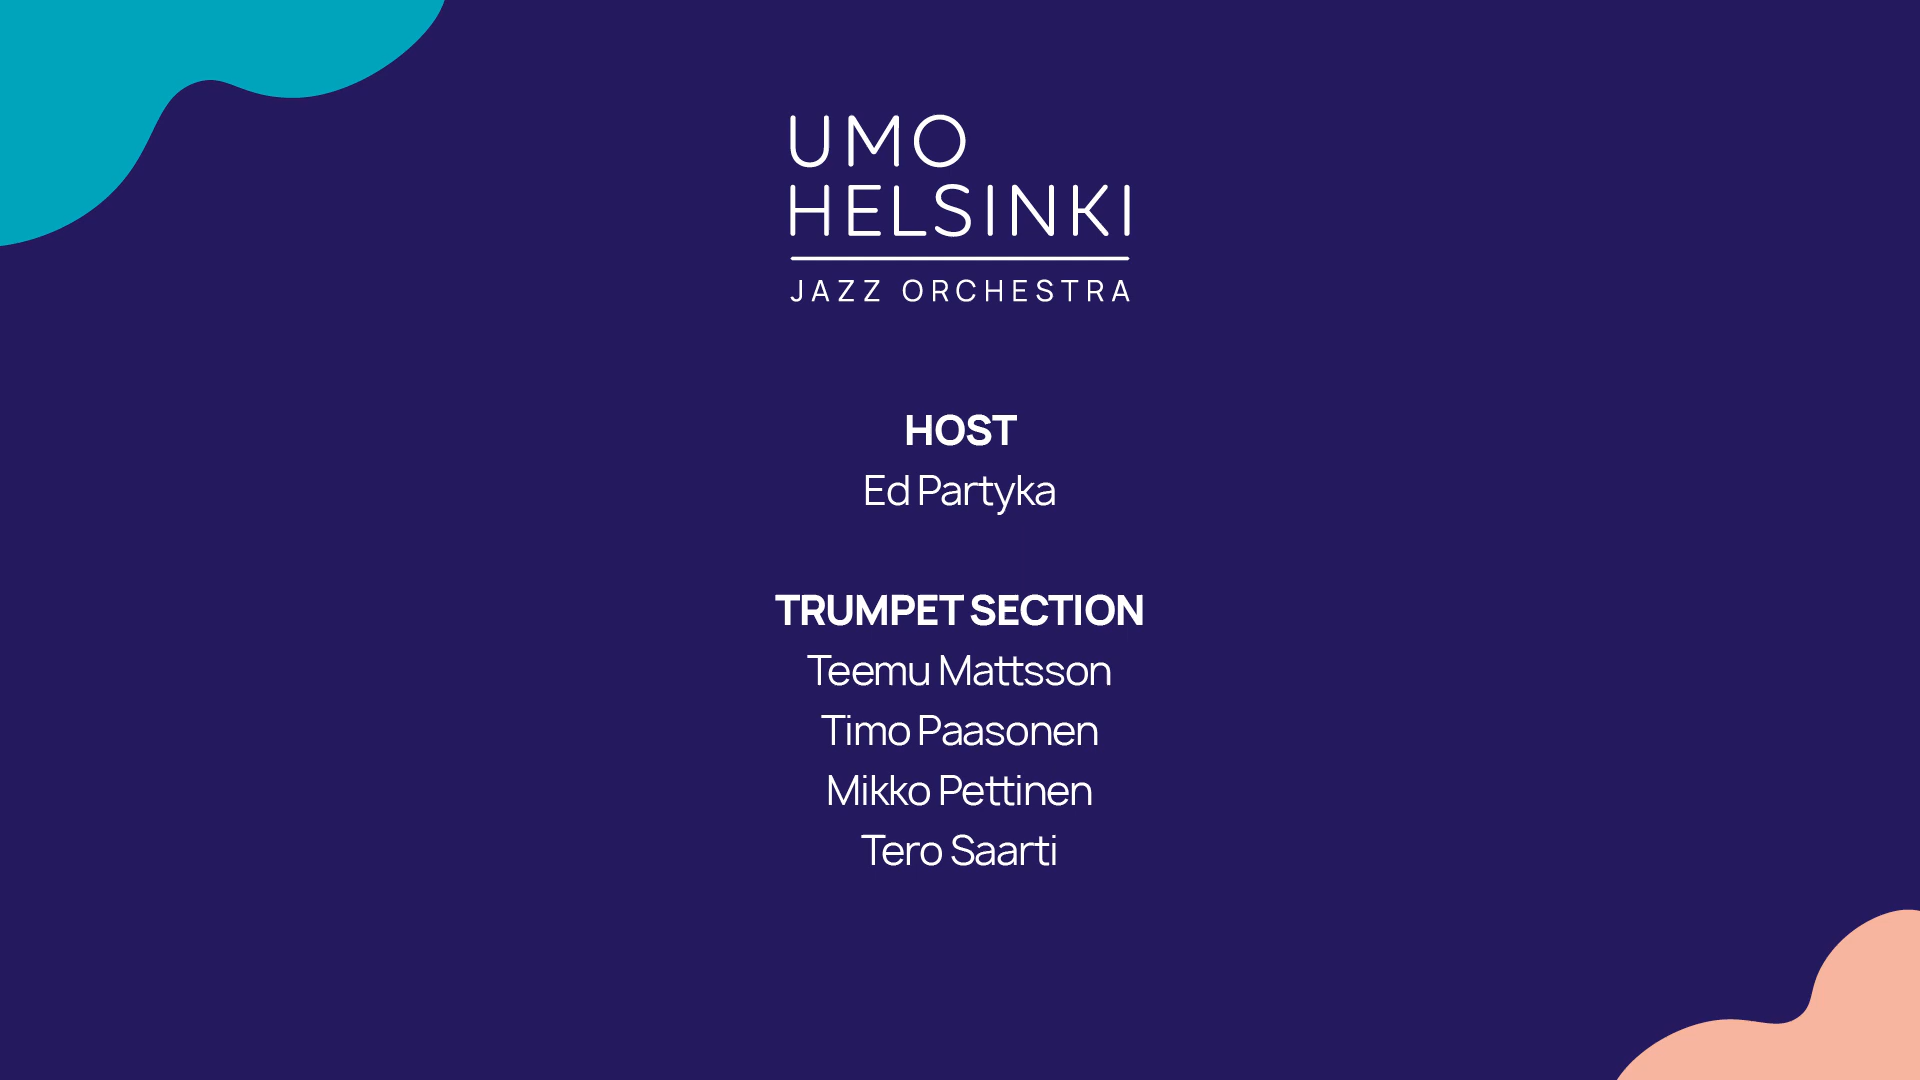 UMO
HELSINKI
JAZZ ORCHESTRA
HOST
Ed Partyka
TRUMPET SECTION
Teemu Mattsson
Timo Paasonen
Mikko Pettinen
Tero Saarti